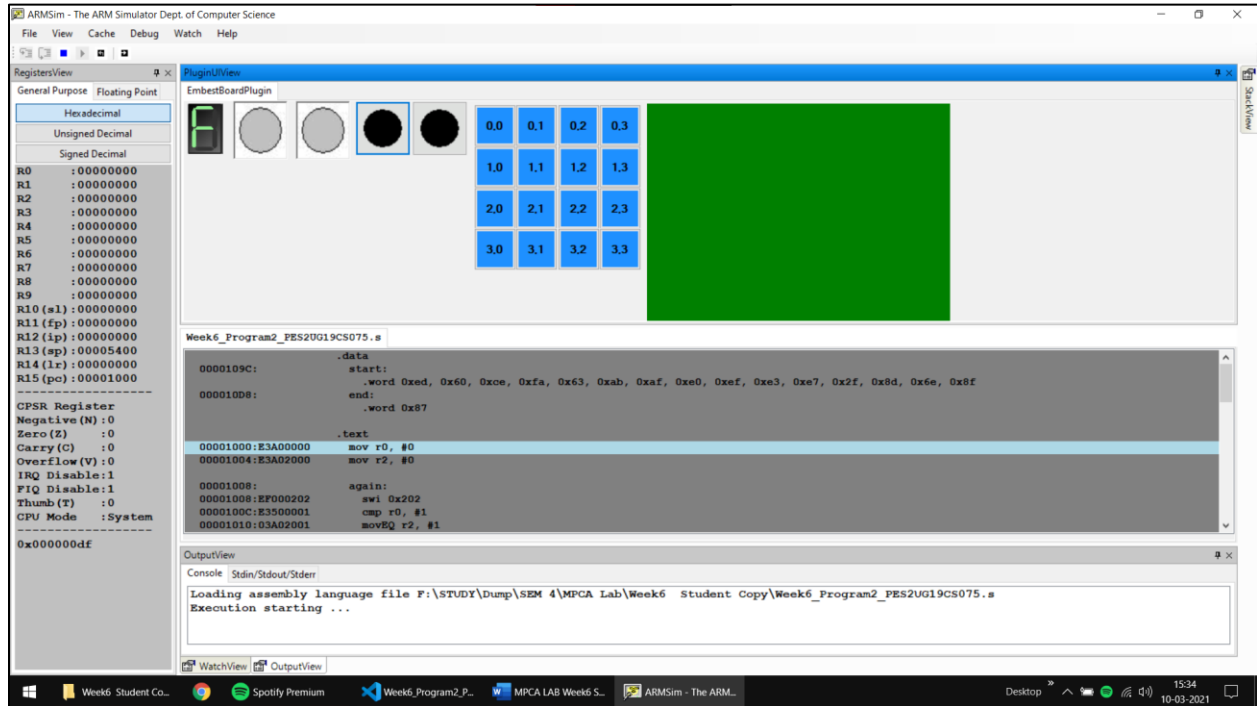 ARMSim - The ARM Simulator Dept. of Computer Science
File View Cache Debug Watch Help
RegistersView
General Purpose Floating Point
Hexadecimal
Unsigned Decimal
Signed Decimal
R0 :00000000
R1 :00000000
R2 :00000000
R3 :00000000
R4 :00000000
R5 :00000000
R6 :00000000
R7 :00000000
R8 :00000000
R9 :00000000
R10(sl):00000000
R11(fp):00000000
R12(ip):00000000
R13(sp):00005400
R14(lr):00000000
R15(pc):00001000
-------------------
CPSR Register
Negative(N):0
Zero(Z) :0
Carry(C) :0
Overflow(V):0
IRQ Disable:1
FIQ Disable:1
Thumb(T) :0
CPU Mode :System
-------------------
0x000000df
PluginUIView
EmbestBoardPlugin
F
0,0 0,1 0,2 0,3
1,0 1,1 1,2 1,3
2,0 2,1 2,2 2,3
3,0 3,1 3,2 3,3
StackView
Week6_Program2_PES2UG19CS075.s
.data
0000109C: start:
.word 0xed, 0x60, 0xce, 0xfa, 0x63, 0xab, 0xaf, 0xe0, 0xef, 0xe3, 0xe7, 0x2f, 0x8d, 0x6e, 0x8f
000010D8: end:
.word 0x87
.text
00001000:E3A00000 mov r0, #0
00001004:E3A02000 mov r2, #0
00001008: again:
00001008:EF000202 swi 0x202
0000100C:E3500001 cmp r0, #1
00001010:03A02001 movEQ r2, #1
OutputView
Console Stdin/Stdout/Stderr
Loading assembly language file F:\STUDY\Dump\SEM 4\MPCA Lab\Week6  Student Copy\Week6_Program2_PES2UG19CS075.s
Execution starting ...
WatchView OutputView
Week6 Student Co... Spotify Premium Week6_Program2_P... MPCA LAB Week6 S... ARMSim - The ARM... Desktop 15:34
10-03-2021